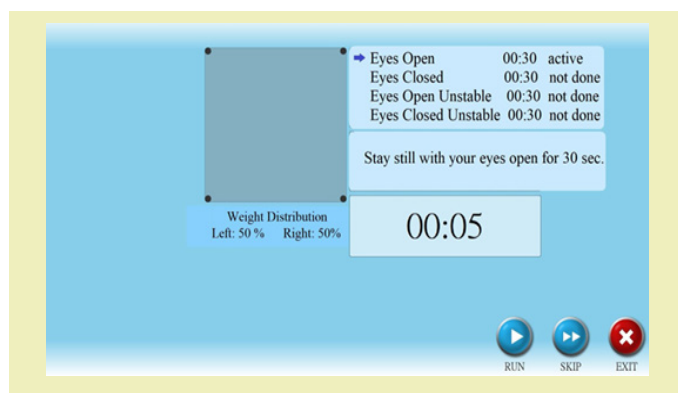 Eyes Open 00:30 active
Eyes Closed 00:30 not done
Eyes Open Unstable 00:30 not done
Eyes Closed Unstable 00:30 not done
Stay still with your eyes open for 30 sec.
Weight Distribution
Left: 50 % Right: 50%
00:05
RUN SKIP EXIT